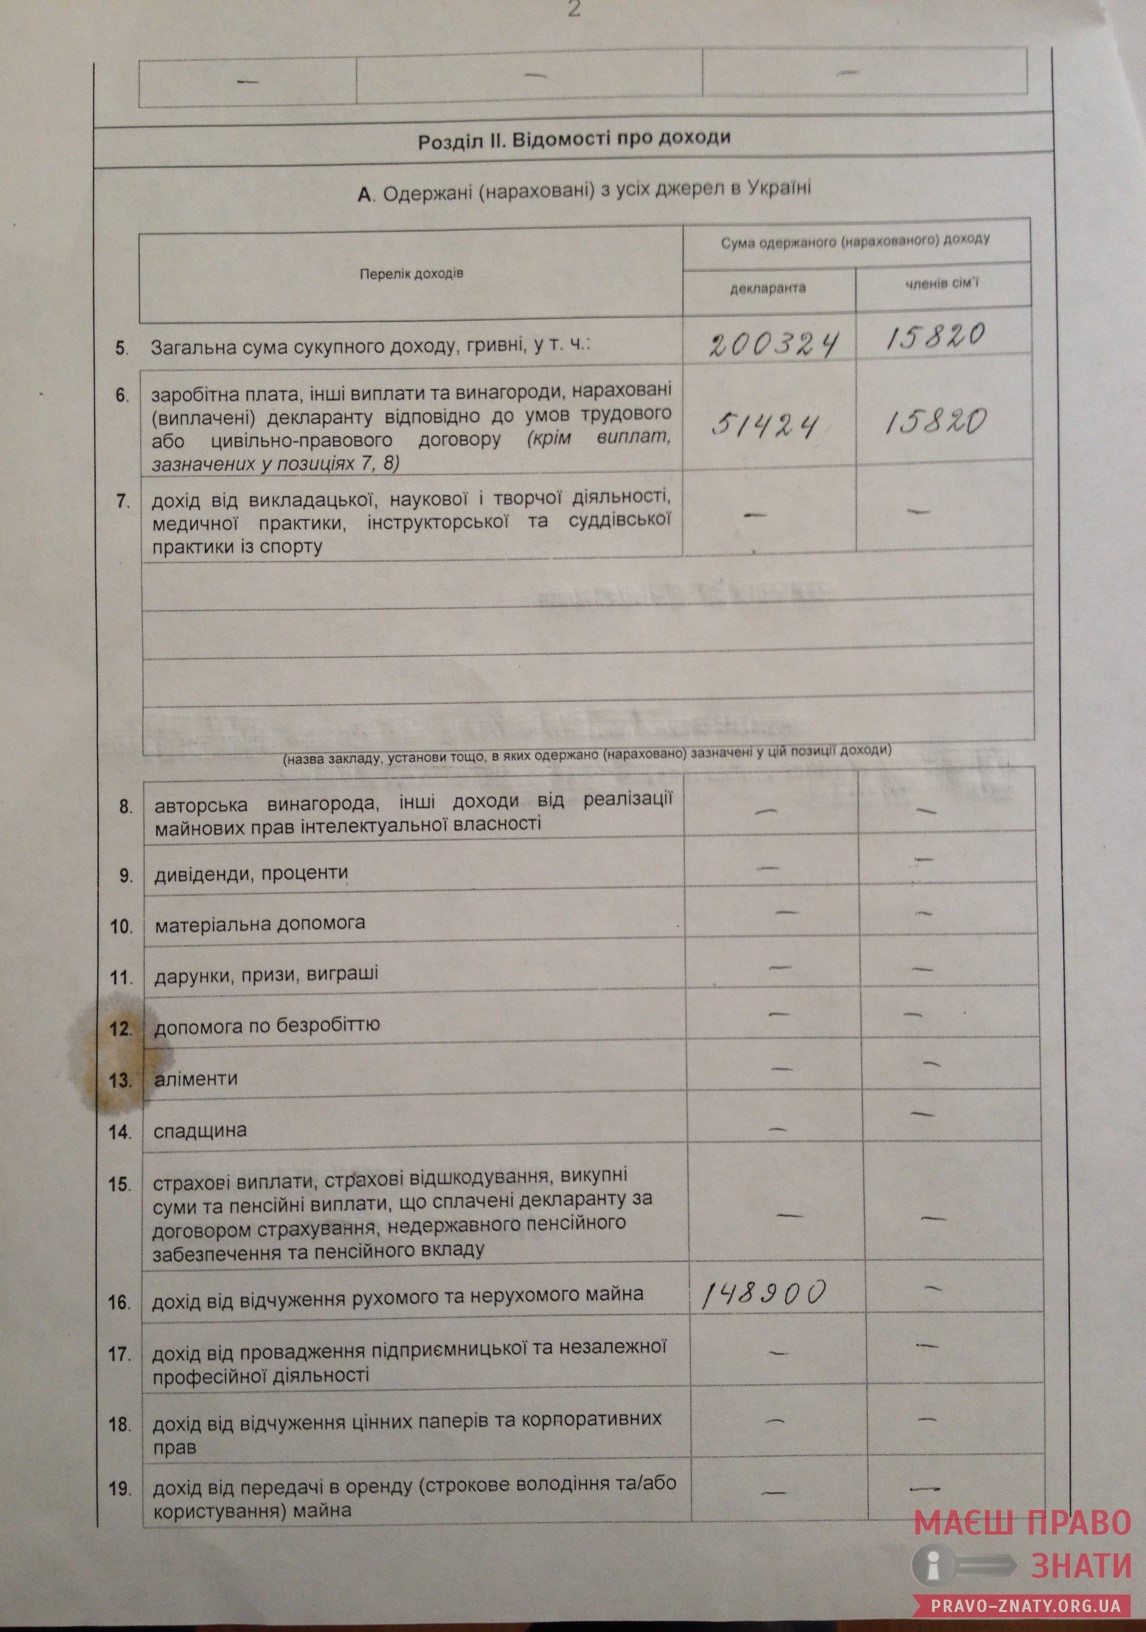 2
— — —
Розділ ІІ. Відомості про доходи
А. Одержані (нараховані) з усіх джерел в Україні
Перелік доходів
Сума одержаного (нарахованого) доходу
декларанта
членів сім'ї
5. Загальна сума сукупного доходу, гривні, у т. ч.: 200324 15820
6. заробітна плата, інші виплати та винагороди, нараховані
(виплачені) декларанту відповідно до умов трудового
або цивільно-правового договору (крім виплат,
зазначених у позиціях 7, 8)
51424 15820
7. дохід від викладацької, наукової і творчої діяльності,
медичної практики, інструкторської та суддівської
практики із спорту
— —
(назва закладу, установи тощо, в яких одержано (нараховано) зазначені у цій позиції доходи)
8. авторська винагорода, інші доходи від реалізації
майнових прав інтелектуальної власності
— —
9. дивіденди, проценти — —
10. матеріальна допомога — —
11. дарунки, призи, виграші — —
12. допомога по безробіттю — —
13. аліменти — —
14. спадщина — —
15. страхові виплати, страхові відшкодування, викупні
суми та пенсійні виплати, що сплачені декларанту за
договором страхування, недержавного пенсійного
забезпечення та пенсійного вкладу
— —
16. дохід від відчуження рухомого та нерухомого майна 148900 —
17. дохід від провадження підприємницької та незалежної
професійної діяльності
— —
18. дохід від відчуження цінних паперів та корпоративних
прав
— —
19. дохід від передачі в оренду (строкове володіння та/або
користування) майна
— —
МАЄШ ПРАВО
ЗНАТИ
PRAVO-ZNATY.ORG.UA